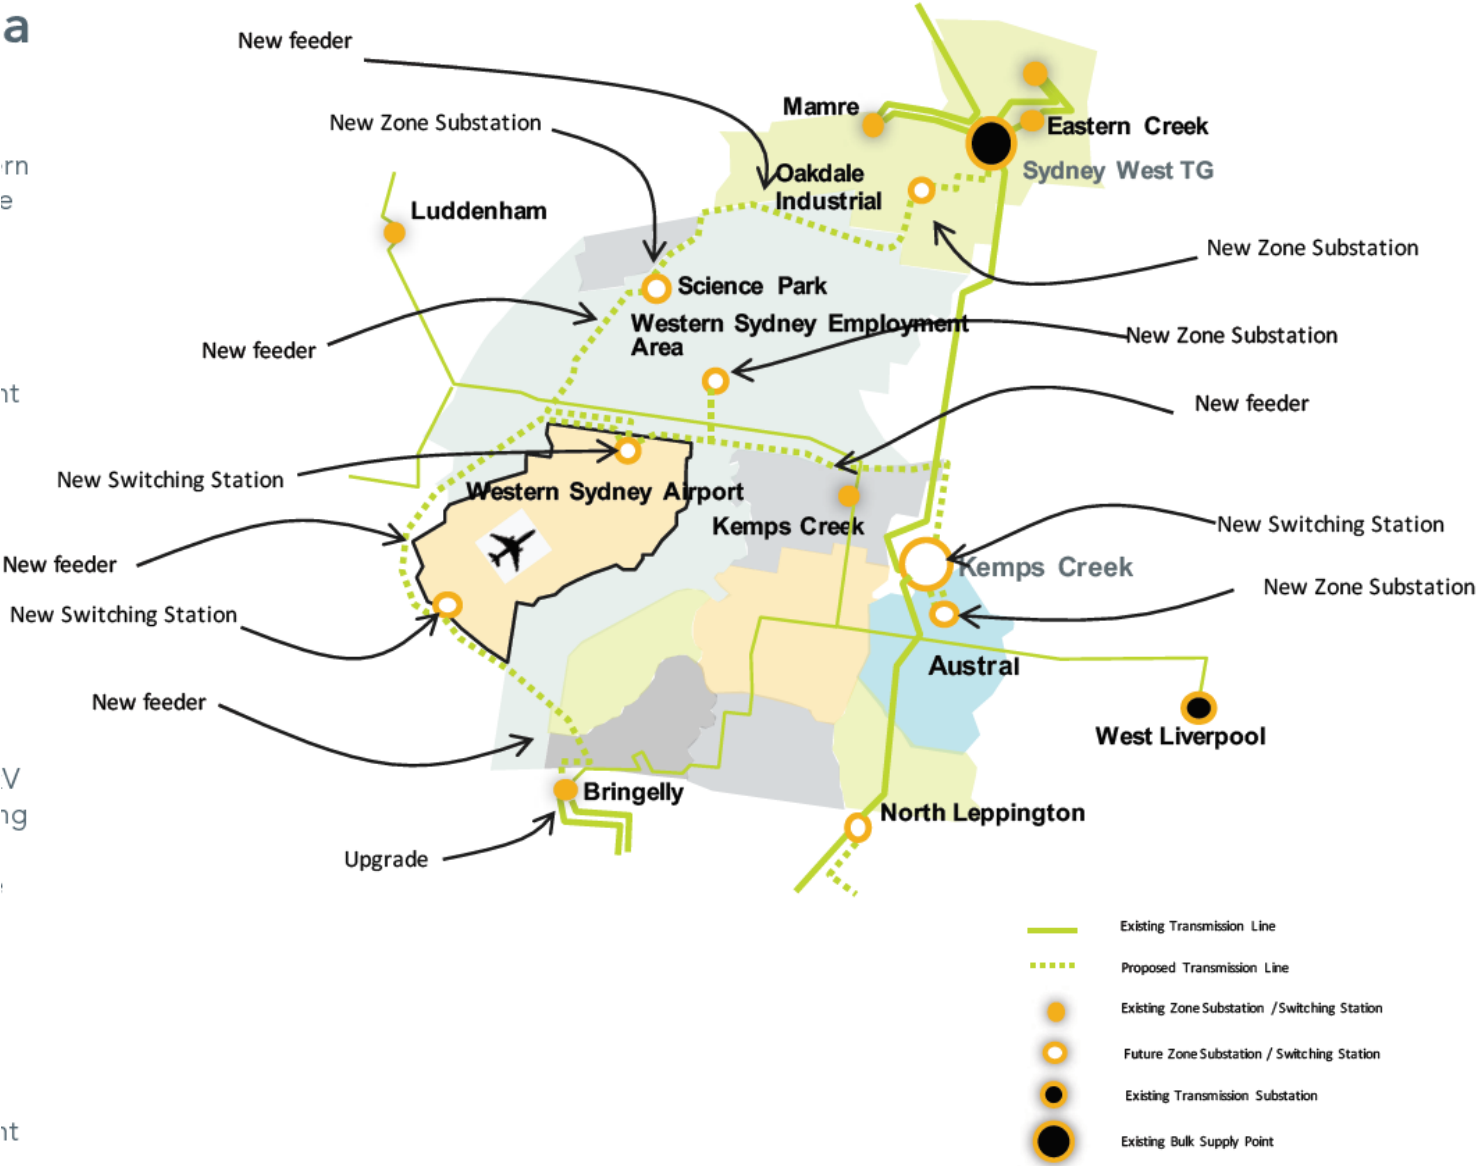 a
New feeder
Mamre
New Zone Substation
Eastern Creek
rn
Oakdale
Sydney West TG
e
Industrial
Luddenham
New Zone Substation
Science Park
Western Sydney Employment
Area
New Zone Substation
New feeder
nt
New feeder
New Switching Station
Western Sydney Airport
Kemps Creek
New Switching Station
New feeder
Kemps Creek
New Zone Substation
New Switching Station
Austral
New feeder
West Liverpool
V
Bringelly
ng
North Leppington
Upgrade
e
Existing Transmission Line
Proposed Transmission Line
Existing Zone Substation / Switching Station
Future Zone Substation / Switching Station
Existing Transmission Substation
nt
Existing Bulk Supply Point